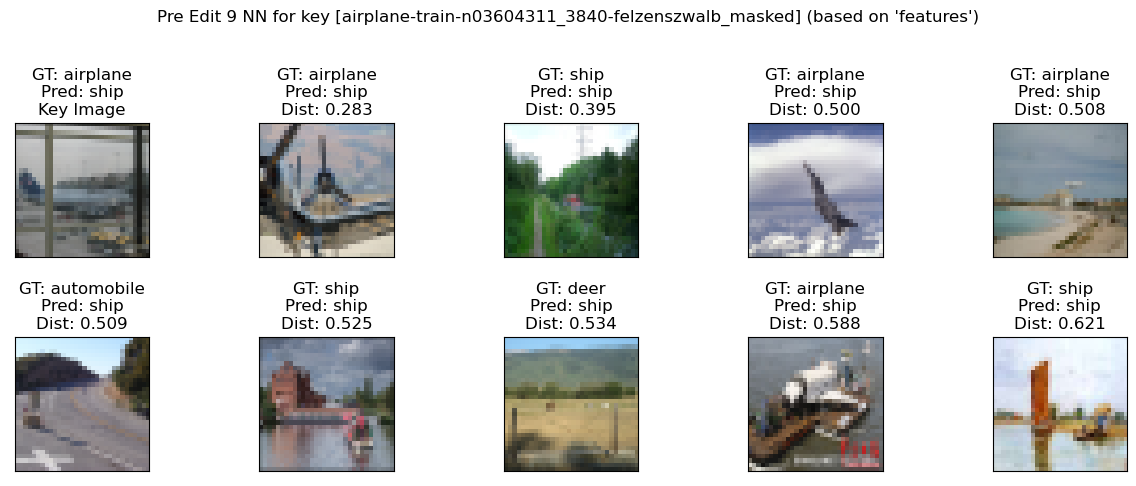 Pre Edit 9 NN for key [airplane-train-n03604311_3840-felzenszwalb_masked] (based on 'features')
GT: airplane
Pred: ship
Key Image
GT: airplane
Pred: ship
Dist: 0.283
GT: ship
Pred: ship
Dist: 0.395
GT: airplane
Pred: ship
Dist: 0.500
GT: airplane
Pred: ship
Dist: 0.508
GT: automobile
Pred: ship
Dist: 0.509
GT: ship
Pred: ship
Dist: 0.525
GT: deer
Pred: ship
Dist: 0.534
GT: airplane
Pred: ship
Dist: 0.588
GT: ship
Pred: ship
Dist: 0.621